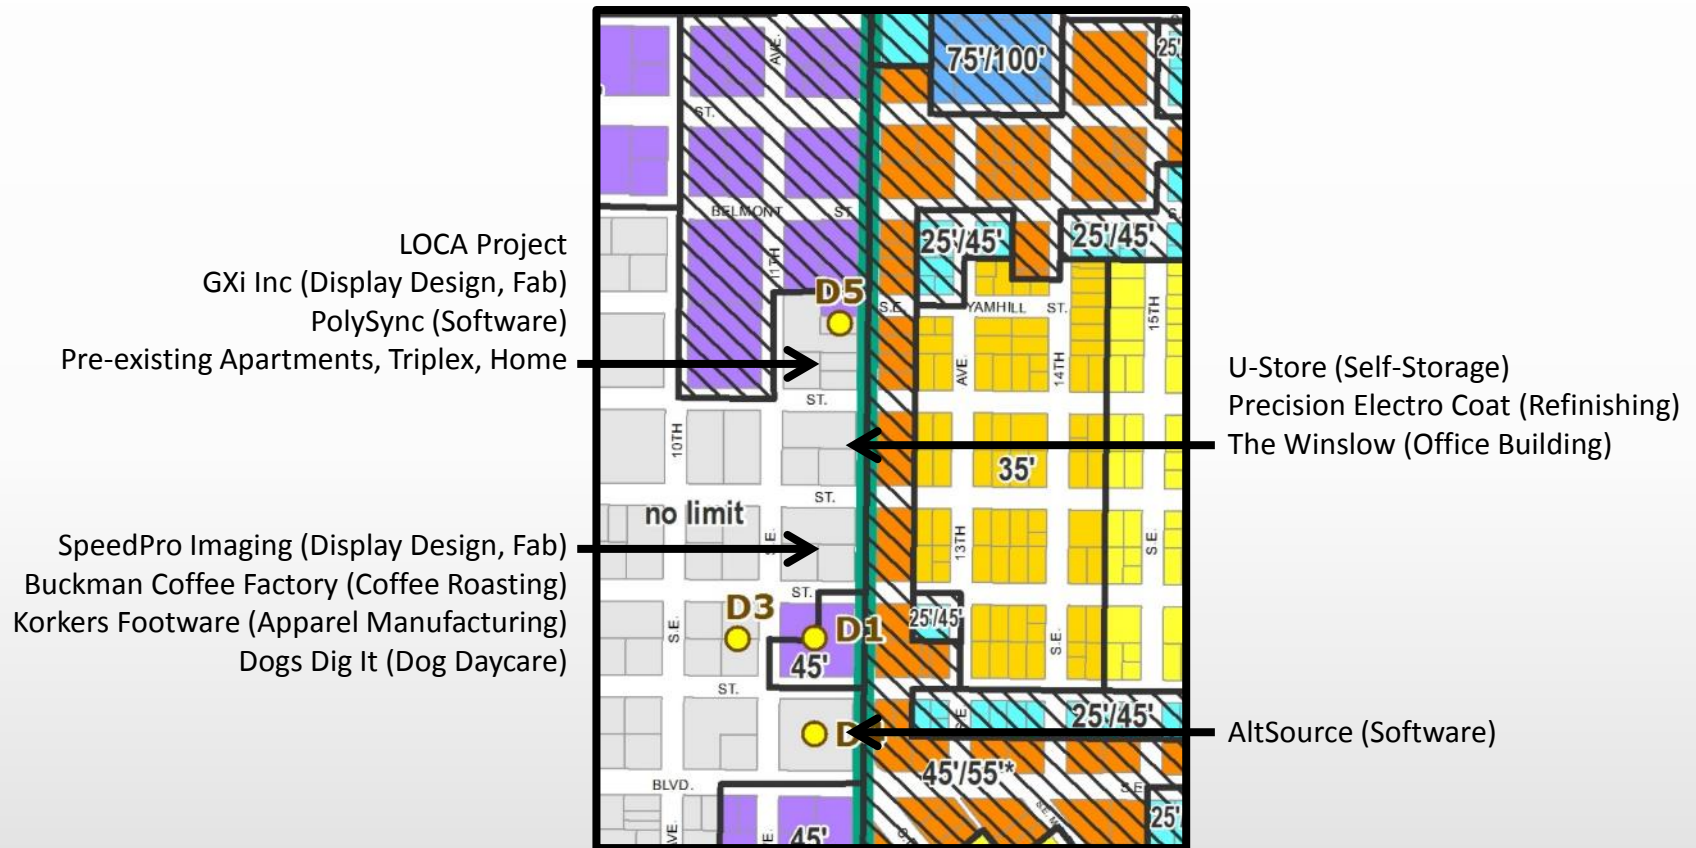 LOCA Project
GXi Inc (Display Design, Fab)
PolySync (Software)
Pre-existing Apartments, Triplex, Home
SpeedPro Imaging (Display Design, Fab)
Buckman Coffee Factory (Coffee Roasting)
Korkers Footware (Apparel Manufacturing)
Dogs Dig It (Dog Daycare)
75'/100'
25'
AVE.
ST.
BELMONT ST.
11TH
25'/45'
25'/45'
S.
D5
S.E. YAMHILL ST.
15TH
AVE.
14TH
ST.
10TH
35'
ST.
no limit
S.E.
13TH
S.E.
ST.
D3
D1
25'/45'
S.E.
S.E.
45'
ST.
25'/45'
S.E.
BLVD.
45'/55'*
S.E.
25'
AVE.
45'
U-Store (Self-Storage)
Precision Electro Coat (Refinishing)
The Winslow (Office Building)
AltSource (Software)